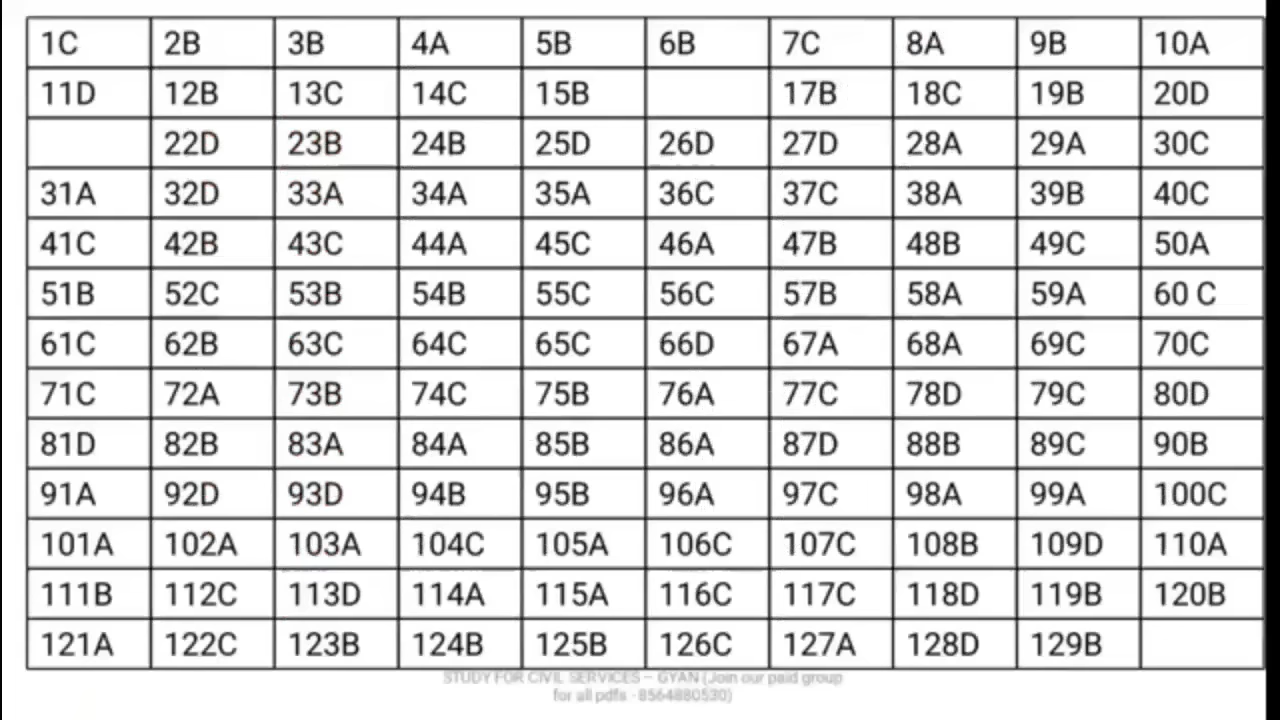 1C 2B 3B 4A 5B 6B 7C 8A 9B 10A
11D 12B 13C 14C 15B 17B 18C 19B 20D
22D 23B 24B 25D 26D 27D 28A 29A 30C
31A 32D 33A 34A 35A 36C 37C 38A 39B 40C
41C 42B 43C 44A 45C 46A 47B 48B 49C 50A
51B 52C 53B 54B 55C 56C 57B 58A 59A 60 C
61C 62B 63C 64C 65C 66D 67A 68A 69C 70C
71C 72A 73B 74C 75B 76A 77C 78D 79C 80D
81D 82B 83A 84A 85B 86A 87D 88B 89C 90B
91A 92D 93D 94B 95B 96A 97C 98A 99A 100C
101A 102A 103A 104C 105A 106C 107C 108B 109D 110A
111B 112C 113D 114A 115A 116C 117C 118D 119B 120B
121A 122C 123B 124B 125B 126C 127A 128D 129B
STUDY FOR CIVIL SERVICES – GYAN (Join our paid group
for all pdfs - 8564880530)